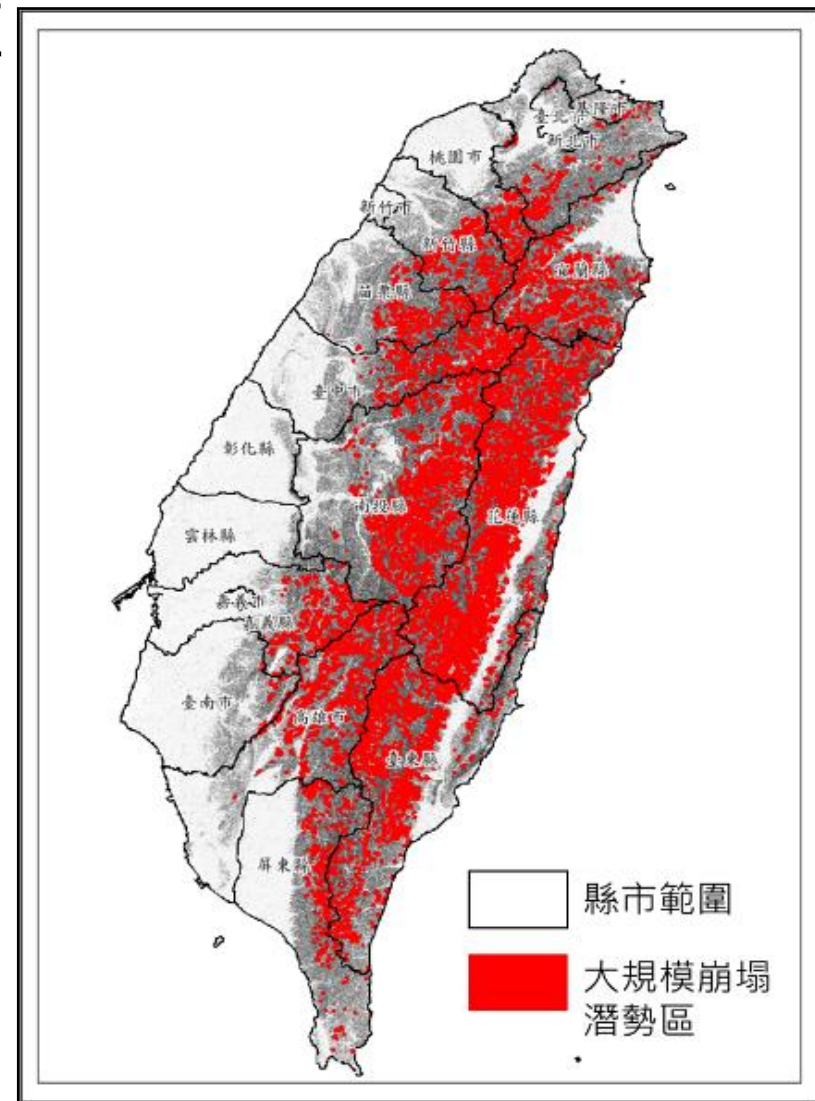 基隆市
臺北市
新北市
桃園市
新竹市
新竹縣
宜蘭縣
苗栗縣
臺中市
彰化縣
南投縣
花蓮縣
雲林縣
嘉義市
嘉義縣
臺南市
高雄市
臺東縣
屏東縣
縣市範圍
大規模崩塌
潛勢區